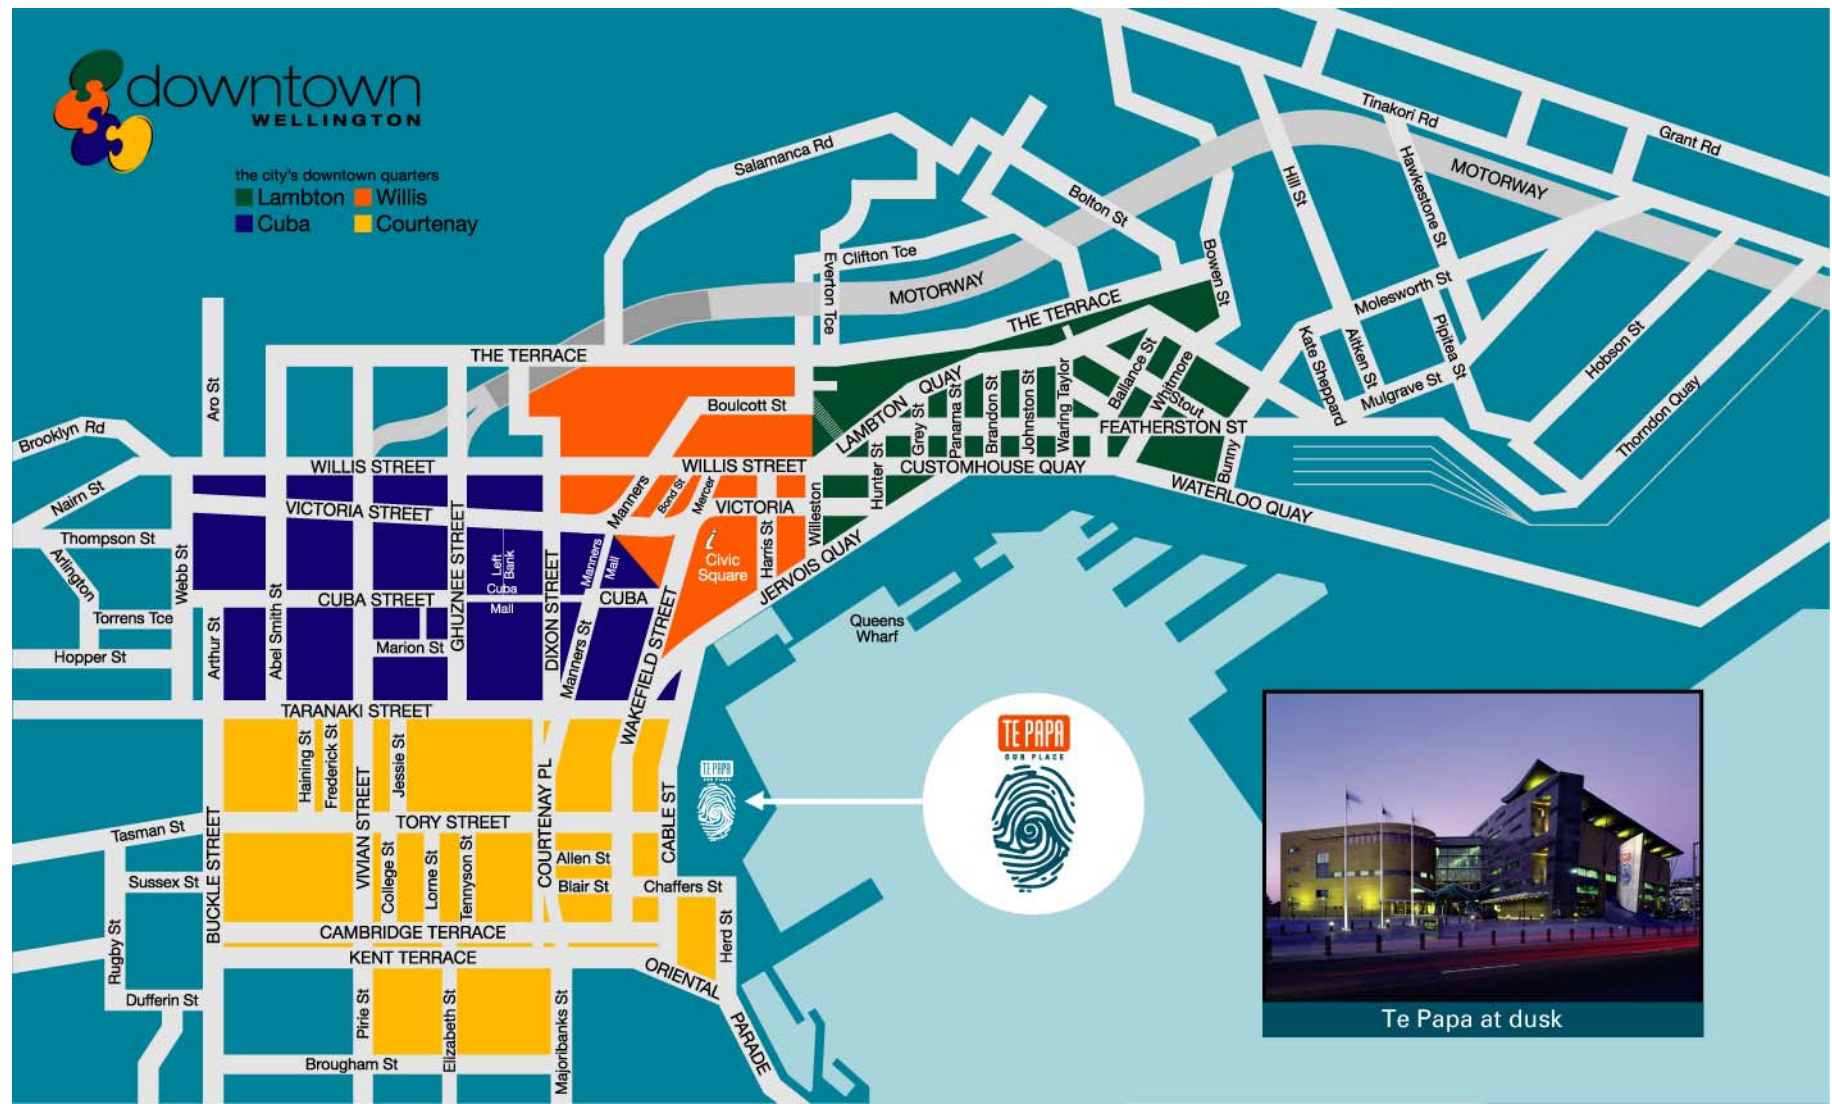 downtown
WELLINGTON
the city's downtown quarters
Lambton
Willis
Cuba
Courtenay
Salamanca Rd
Tinakori Rd
Grant Rd
MOTORWAY
Hill St
Hawkestone St
Bolton St
Bowen St
Clifton Tce
Everton Tce
MOTORWAY
THE TERRACE
Molesworth St
Kate Sheppard
Aitken St
Pipitea St
Mulgrave St
Hobson St
Thorndon Quay
THE TERRACE
Aro St
Boulcott St
LAMBTON QUAY
Grey St
Panama St
Brandon St
Johnston St
Waring Taylor
Ballance St
Whitmore
Stout
FEATHERSTON ST
Bunny
Brooklyn Rd
WILLIS STREET
WILLIS STREET
CUSTOMHOUSE QUAY
WATERLOO QUAY
Hunter St
Nairn St
Manners
Bond St
Mercer
VICTORIA STREET
VICTORIA
Willeston
Harris St
JERVOIS QUAY
Thompson St
Arlington
Webb St
GHUZNEE STREET
Left
Bank
Cuba
Mall
DIXON STREET
Manners
Mall
i
Civic
Square
CUBA STREET
CUBA
Abel Smith St
Torrens Tce
Arthur St
Marion St
Hopper St
Manners St
WAKEFIELD STREET
Queens
Wharf
TARANAKI STREET
Haining St
Frederick St
Jessie St
VIVIAN STREET
COURTENAY PL
CABLE ST
TE PAPA
OUR PLACE
TE PAPA
OUR PLACE
Tasman St
TORY STREET
BUCKLE STREET
College St
Lorne St
Tennyson St
Allen St
Blair St
Chaffers St
Sussex St
Rugby St
CAMBRIDGE TERRACE
Herd St
KENT TERRACE
ORIENTAL
PARADE
Dufferin St
Pirie St
Elizabeth St
Majoribanks St
Brougham St
Te Papa at dusk